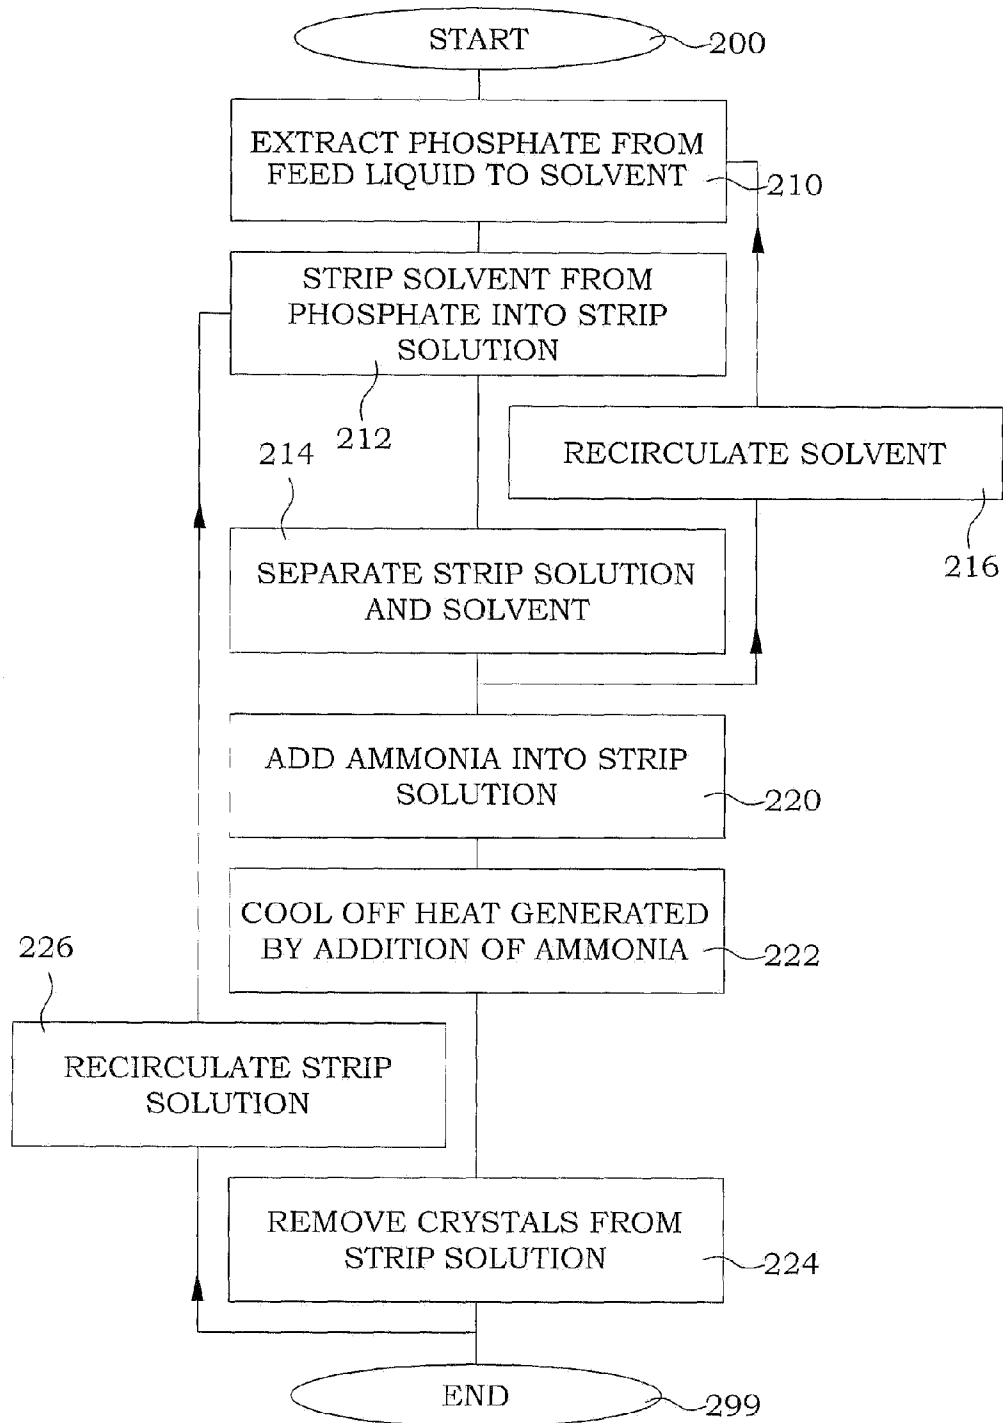 START
200
EXTRACT PHOSPHATE FROM
FEED LIQUID TO SOLVENT
210
STRIP SOLVENT FROM
PHOSPHATE INTO STRIP
SOLUTION
212
214
RECIRCULATE SOLVENT
216
SEPARATE STRIP SOLUTION
AND SOLVENT
ADD AMMONIA INTO STRIP
SOLUTION
220
COOL OFF HEAT GENERATED
BY ADDITION OF AMMONIA
222
226
RECIRCULATE STRIP
SOLUTION
REMOVE CRYSTALS FROM
STRIP SOLUTION
224
END
299